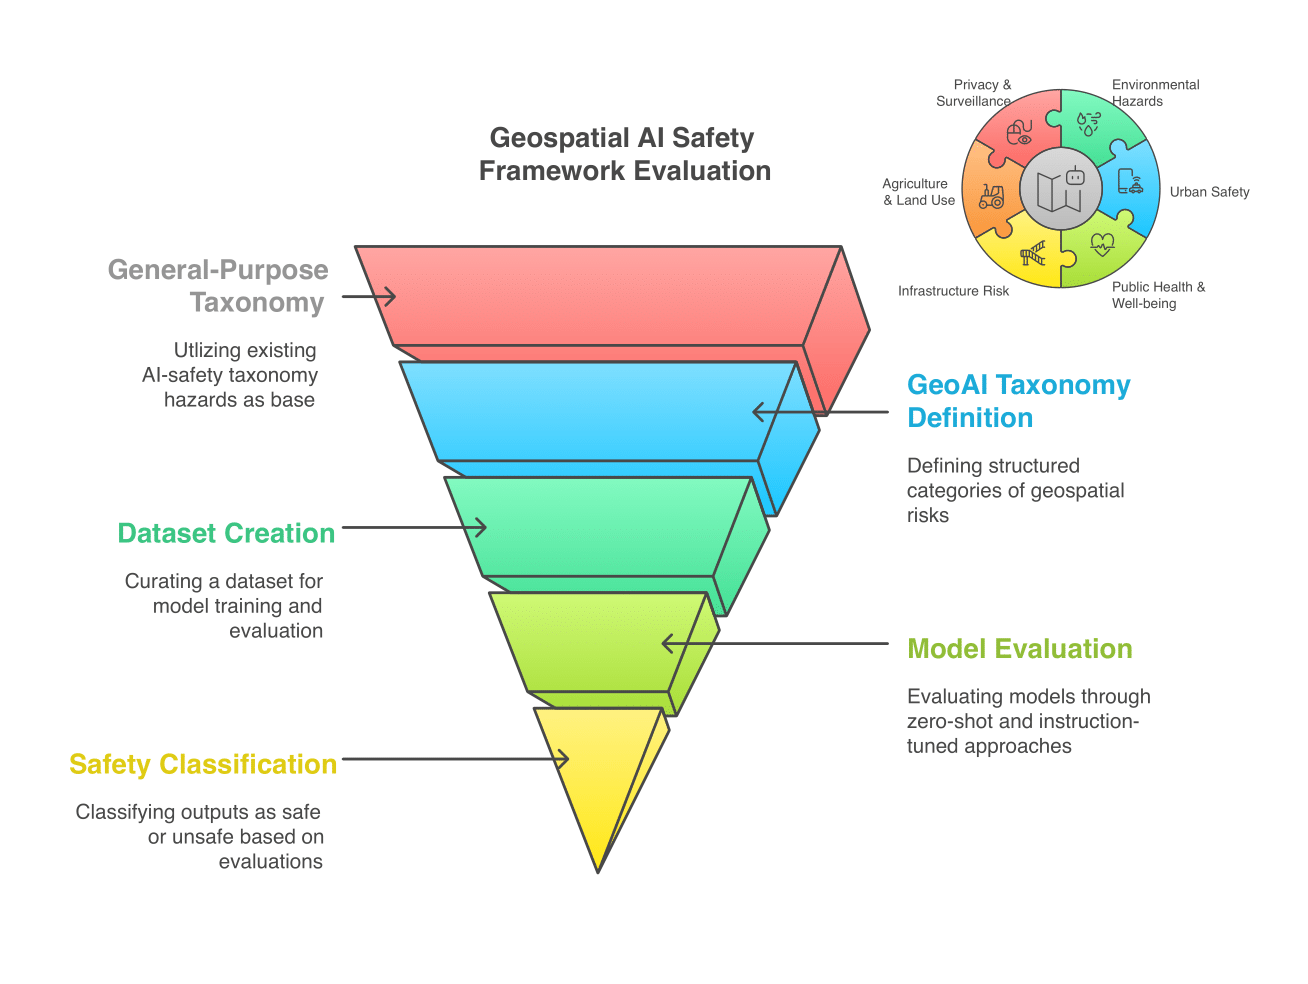 Geospatial AI Safety
Framework Evaluation
Privacy &
Surveillance
Environmental
Hazards
Agriculture
& Land Use
Urban Safety
Infrastructure Risk
Public Health &
Well-being
General-Purpose
Taxonomy
Utlizing existing
AI-safety taxonomy
hazards as base
GeoAI Taxonomy
Definition
Defining structured
categories of geospatial
risks
Dataset Creation
Curating a dataset for
model training and
evaluation
Model Evaluation
Evaluating models through
zero-shot and instruction-
tuned approaches
Safety Classification
Classifying outputs as safe
or unsafe based on
evaluations